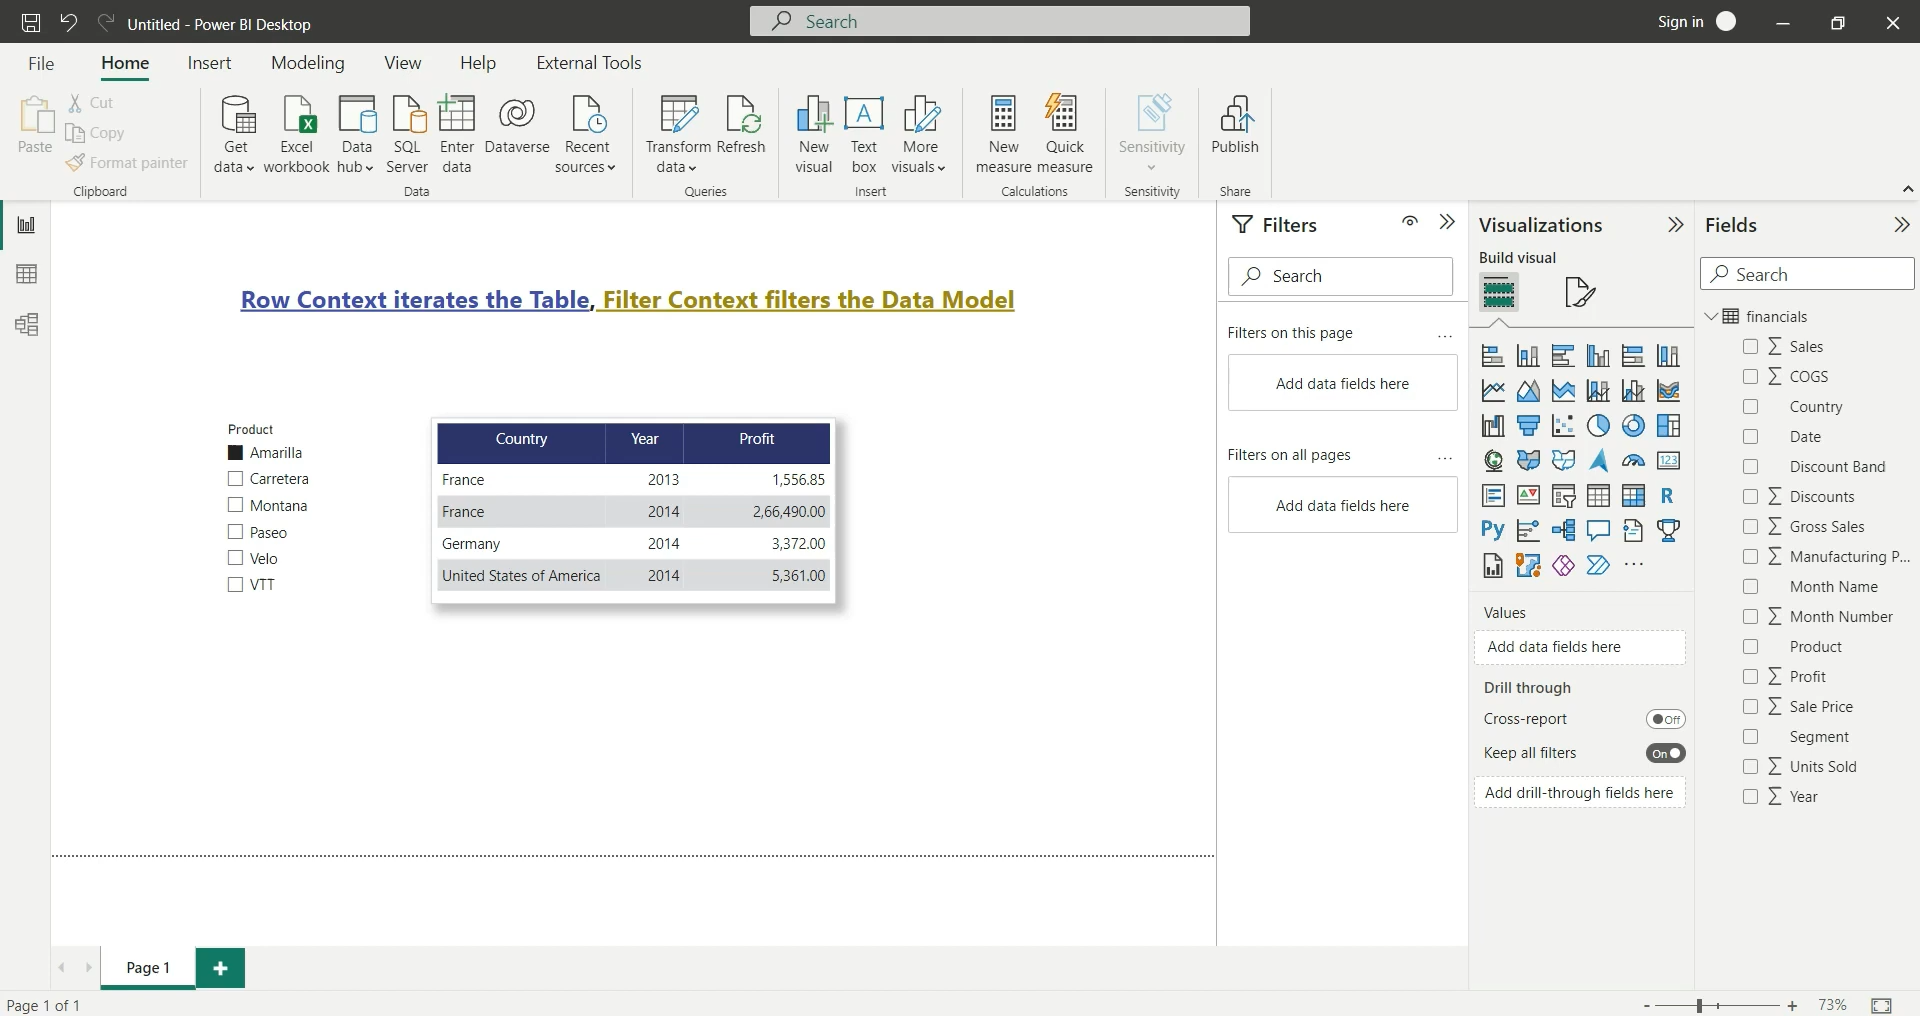 Untitled - Power BI Desktop
Search
Sign in
File Home Insert Modeling View Help External Tools
Paste
Cut
Copy
Format painter
Clipboard
Get data
Excel workbook
Data hub
SQL Server
Enter data
Dataverse
Recent sources
Data
Transform data
Refresh
Queries
New visual
A
Text box
More visuals
Insert
New measure
Quick measure
Calculations
Sensitivity
Sensitivity
Publish
Share
Row Context iterates the Table, Filter Context filters the Data Model
Product
Amarilla
Carretera
Montana
Paseo
Velo
VTT
Country Year Profit
France 2013 1,556.85
France 2014 2,66,490.00
Germany 2014 3,372.00
United States of America 2014 5,361.00
Filters
Search
Filters on this page ...
Add data fields here
Filters on all pages ...
Add data fields here
Visualizations
Build visual
123
R
Py
...
Values
Add data fields here
Drill through
Cross-report Off
Keep all filters On
Add drill-through fields here
Fields
Search
financials
Sales
COGS
Country
Date
Discount Band
Discounts
Gross Sales
Manufacturing P...
Month Name
Month Number
Product
Profit
Sale Price
Segment
Units Sold
Year
Page 1
Page 1 of 1
- + 73%